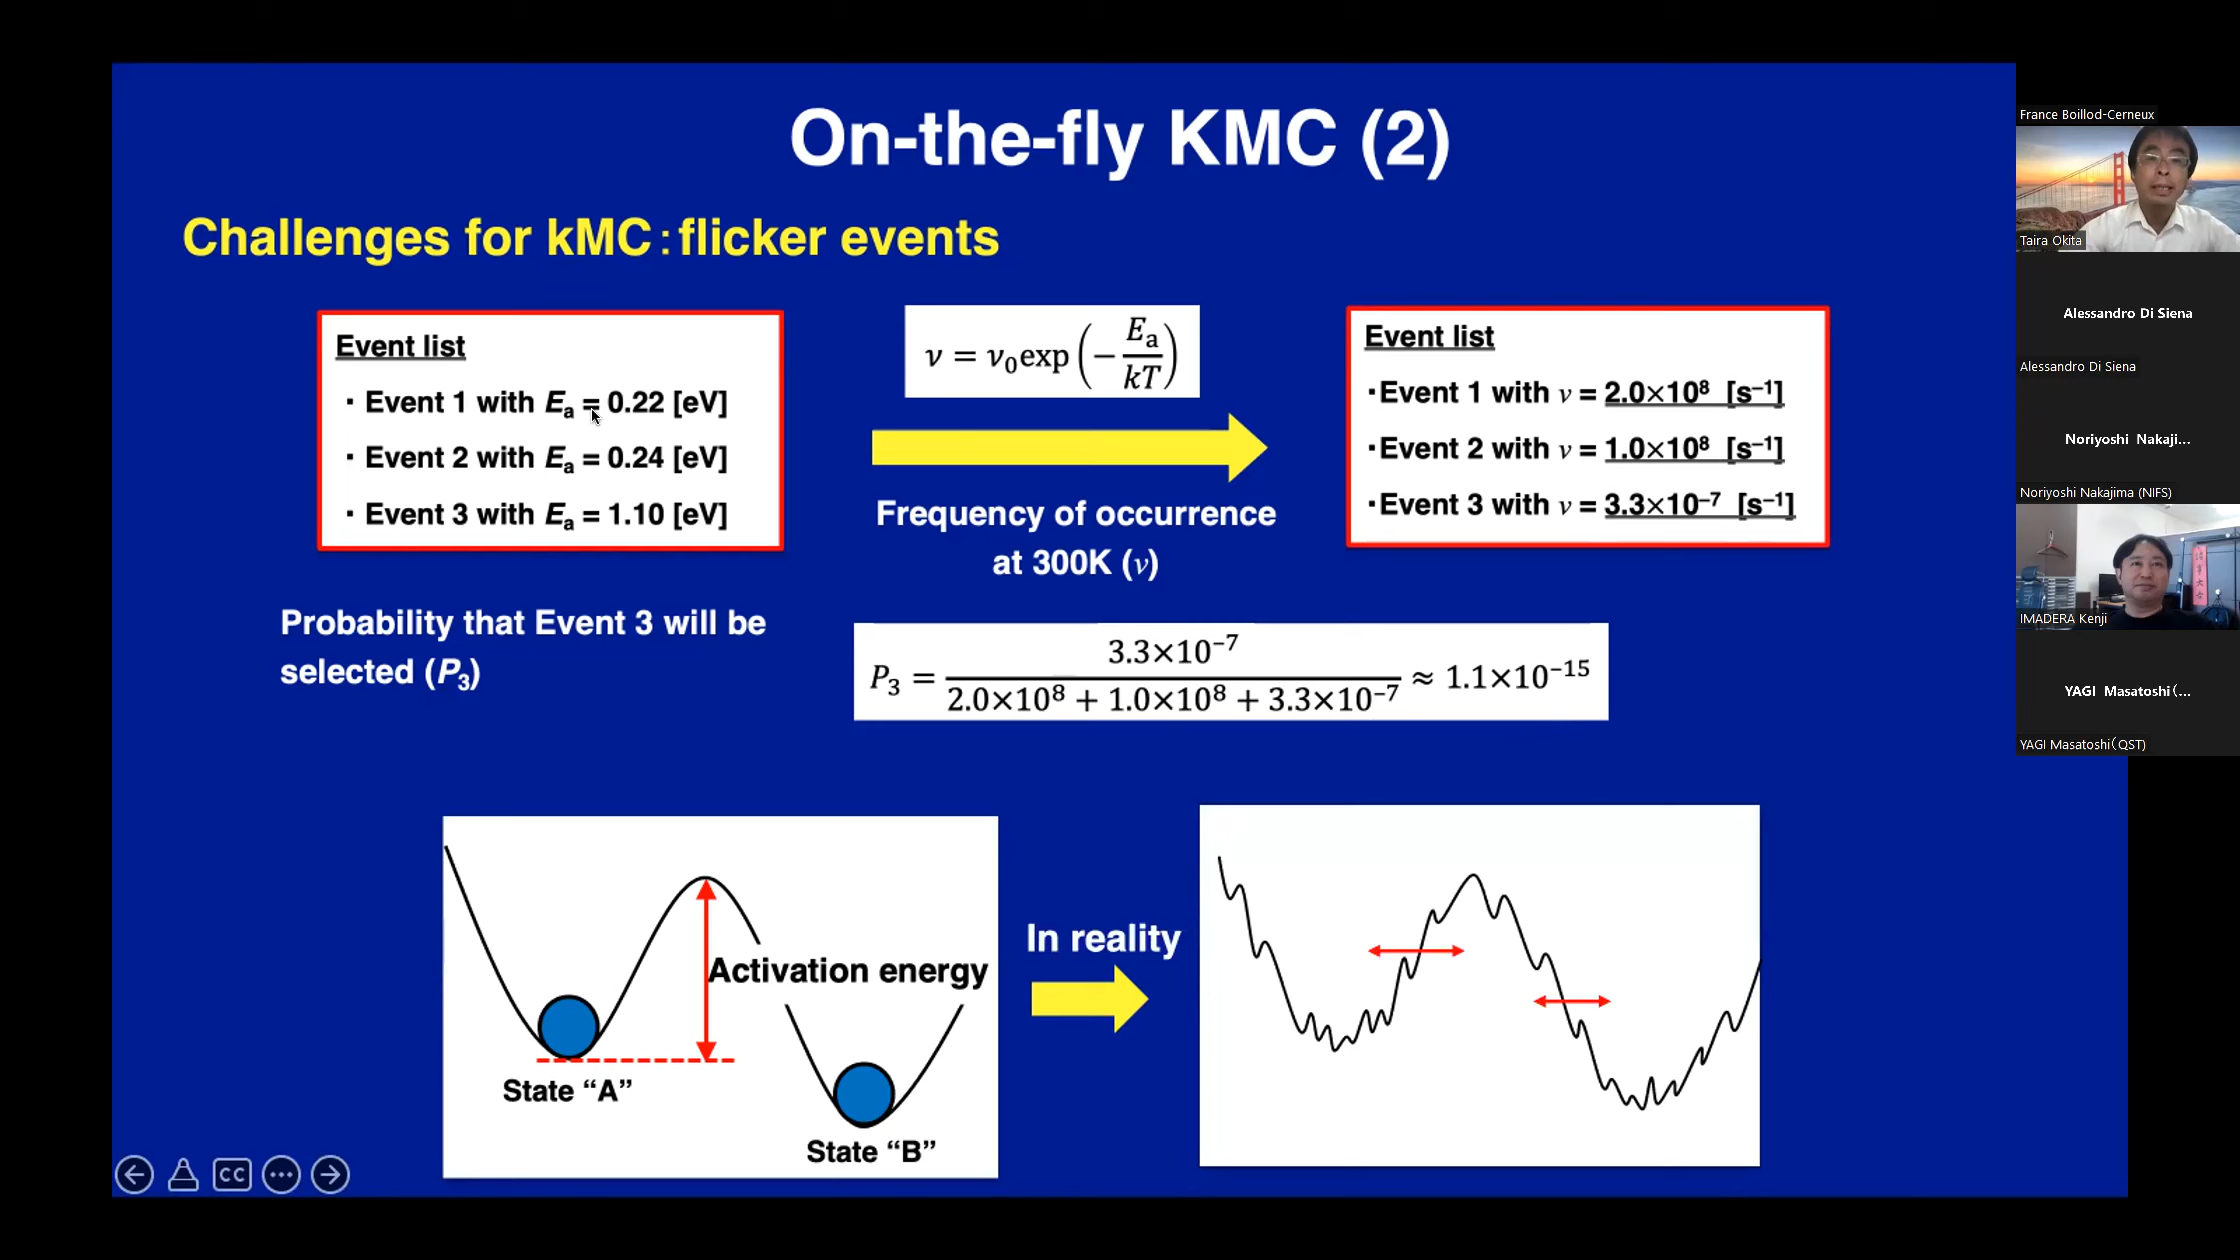 On-the-fly KMC (2)
Challenges for kMC：flicker events
Event list
・Event 1 with Eₐ = 0.22 [eV]
・Event 2 with Eₐ = 0.24 [eV]
・Event 3 with Eₐ = 1.10 [eV]
ν = ν₀exp(−Eₐ/kT)
Frequency of occurrence
at 300K (ν)
Event list
・Event 1 with ν = 2.0×10⁸ [s⁻¹]
・Event 2 with ν = 1.0×10⁸ [s⁻¹]
・Event 3 with ν = 3.3×10⁻⁷ [s⁻¹]
Probability that Event 3 will be
selected (P₃)
P₃ = 3.3×10⁻⁷ / (2.0×10⁸ + 1.0×10⁸ + 3.3×10⁻⁷) ≈ 1.1×10⁻¹⁵
Activation energy
State “A”
State “B”
In reality
CC
France Boillod-Cerneux
Taira Okita
Alessandro Di Siena
Alessandro Di Siena
Noriyoshi Nakaji...
Noriyoshi Nakajima (NIFS)
IMADERA Kenji
YAGI Masatoshi（...
YAGI Masatoshi（QST）